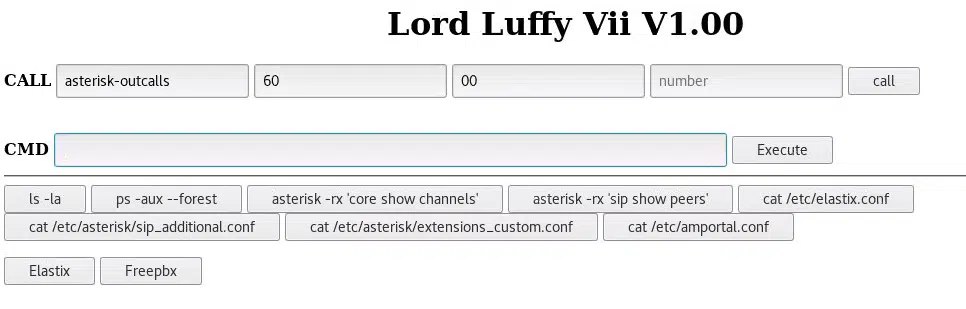 Lord Luffy Vii V1.00
CALL asterisk-outcalls 60 00 number call
CMD Execute
ls -la ps -aux --forest asterisk -rx 'core show channels' asterisk -rx 'sip show peers' cat /etc/elastix.conf
cat /etc/asterisk/sip_additional.conf cat /etc/asterisk/extensions_custom.conf cat /etc/amportal.conf
Elastix Freepbx